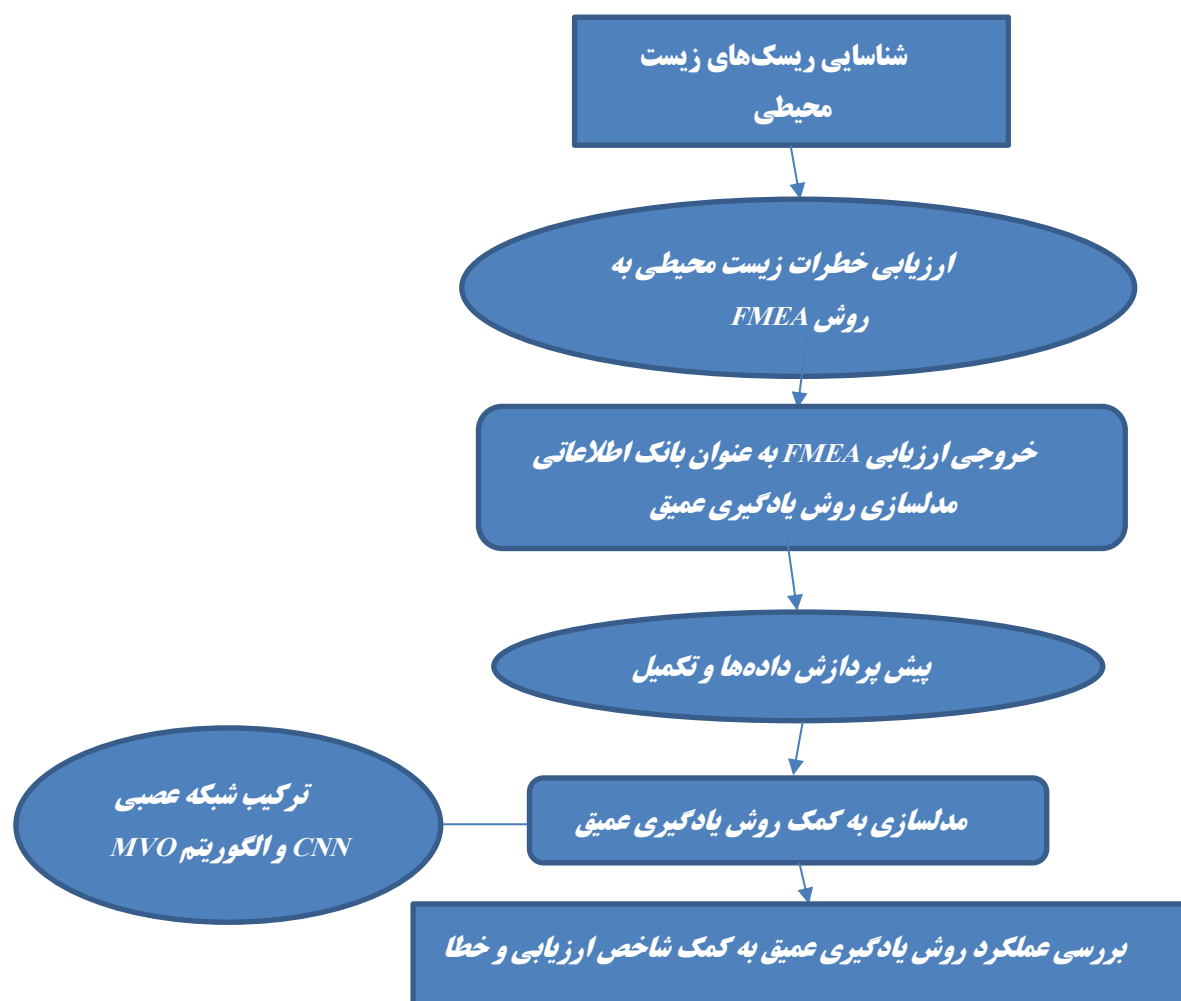 شناسایی ریسک‌های زیست
محیطی
ارزیابی خطرات زیست محیطی به
روش FMEA
خروجی ارزیابی FMEA به عنوان بانک اطلاعاتی
مدلسازی روش یادگیری عمیق
پیش پردازش داده‌ها و تکمیل
مدلسازی به کمک روش یادگیری عمیق
ترکیب شبکه عصبی
CNN و الگوریتم MVO
بررسی عملکرد روش یادگیری عمیق به کمک شاخص ارزیابی و خطا